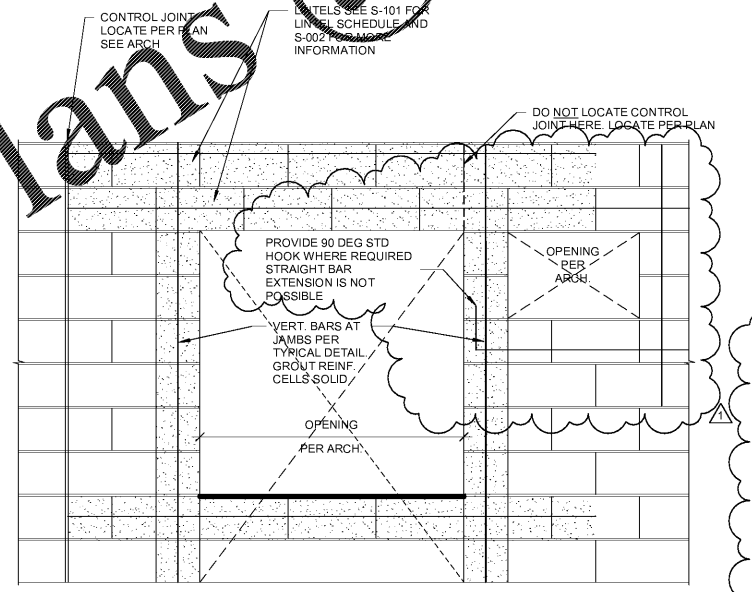 CONTROL JOINT
LOCATE PER PLAN
SEE ARCH
LINTELS SEE S-101 FOR
LINTEL SCHEDULE AND
S-002 FOR MORE
INFORMATION
lans
DO NOT LOCATE CONTROL
JOINT HERE. LOCATE PER PLAN
PROVIDE 90 DEG STD
HOOK WHERE REQUIRED
STRAIGHT BAR
EXTENSION IS NOT
POSSIBLE
OPENING
PER
ARCH.
VERT. BARS AT
JAMBS PER
TYPICAL DETAIL.
GROUT REINF.
CELLS SOLID
OPENING
PER ARCH.
1